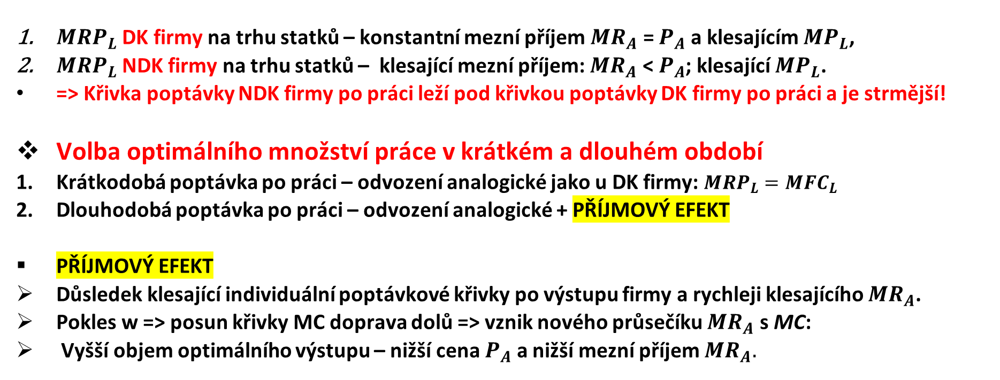 1. MRP_L DK firmy na trhu statků – konstantní mezní příjem MR_A = P_A a klesajícím MP_L,
2. MRP_L NDK firmy na trhu statků – klesající mezní příjem: MR_A < P_A; klesající MP_L.
• => Křivka poptávky NDK firmy po práci leží pod křivkou poptávky DK firmy po práci a je strmější!
❖ Volba optimálního množství práce v krátkém a dlouhém období
1. Krátkodobá poptávka po práci – odvození analogické jako u DK firmy: MRP_L = MFC_L
2. Dlouhodobá poptávka po práci – odvození analogické + PŘÍJMOVÝ EFEKT
▪ PŘÍJMOVÝ EFEKT
➢ Důsledek klesající individuální poptávkové křivky po výstupu firmy a rychleji klesajícího MR_A.
➢ Pokles w => posun křivky MC doprava dolů => vznik nového průsečíku MR_A s MC:
➢ Vyšší objem optimálního výstupu – nižší cena P_A a nižší mezní příjem MR_A.